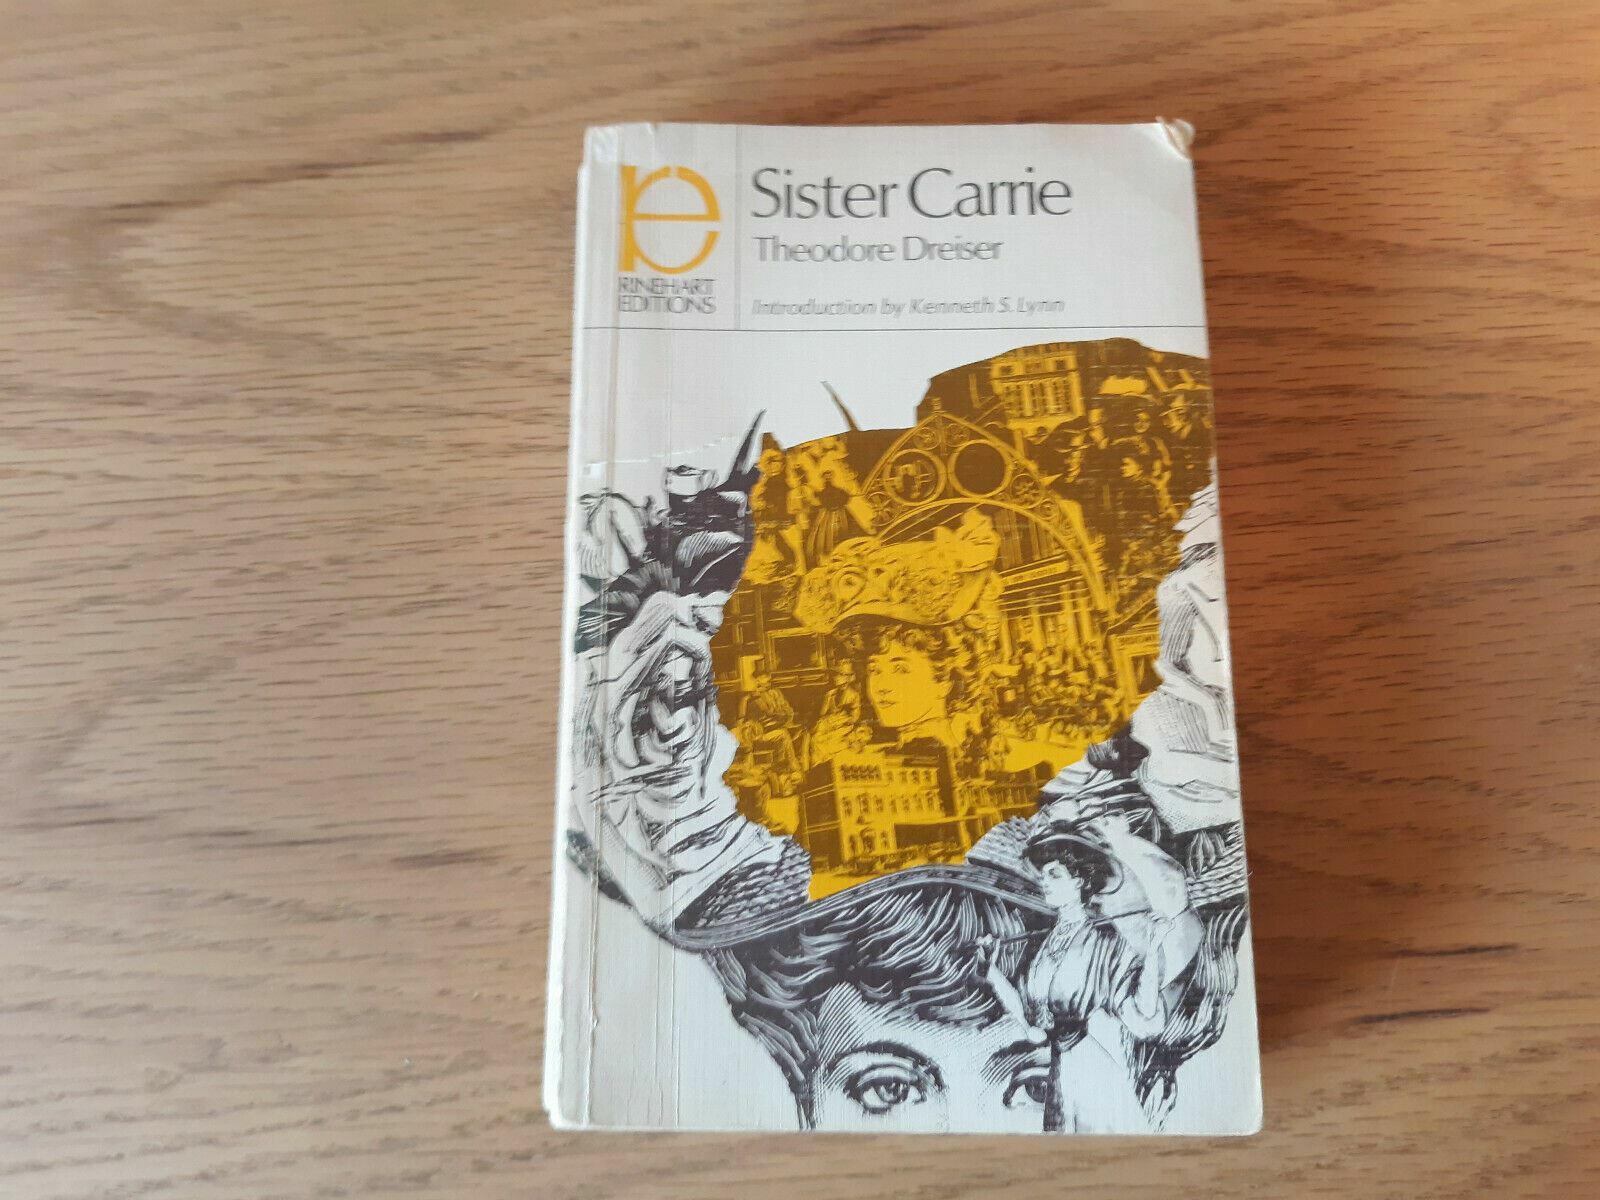 Sister Carrie
Theodore Dreiser
Introduction by Kenneth S. Lynn
re
RINEHART
EDITIONS